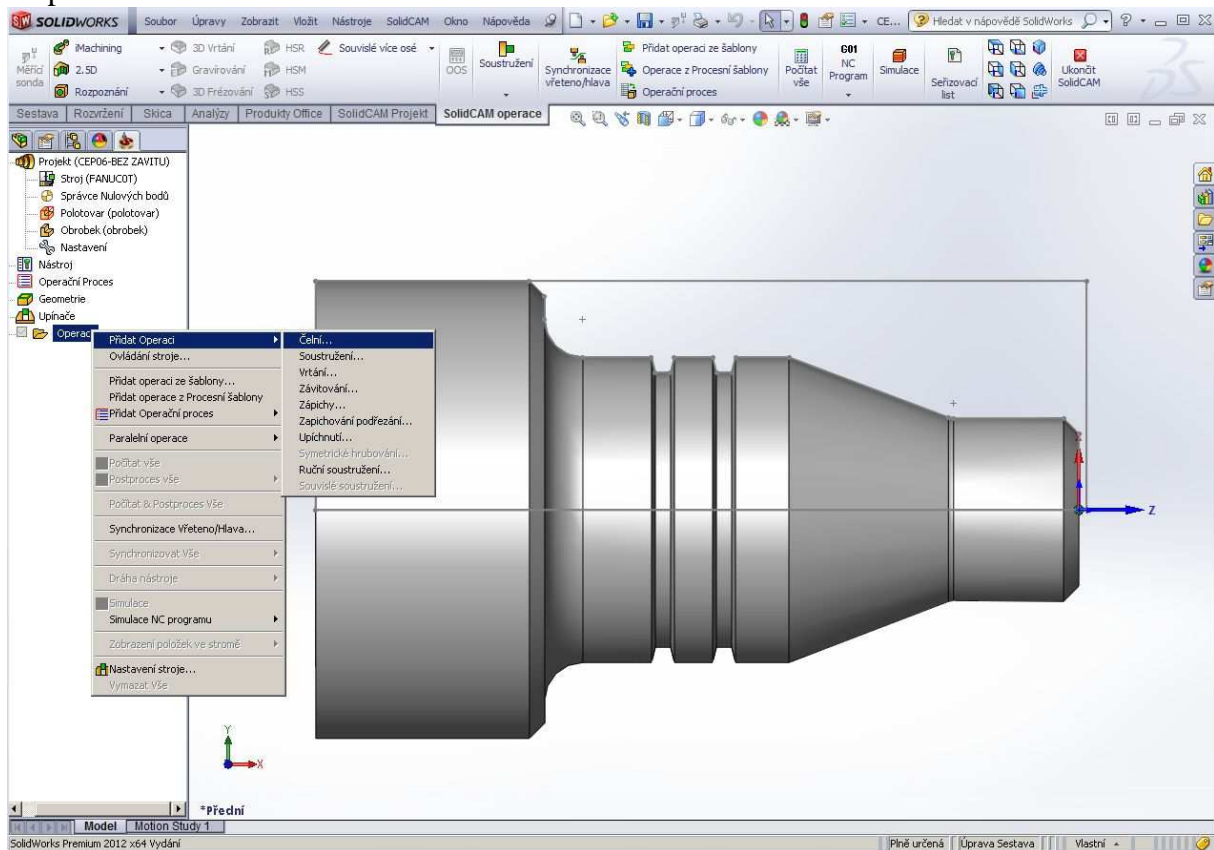 SOLIDWORKS Soubor Úpravy Zobrazit Vložit Nástroje SolidCAM Okno Nápověda CE... Hledat v nápovědě SolidWorks
Měřící sonda
iMachining
2.5D
Rozpoznání
3D Vrtání
Gravirování
3D Frézování
HSR
HSM
HSS
Souvislé více osé
OOS
Soustružení
Synchronizace vřeteno/hlava
Přidat operaci ze šablony
Operace z Procesní šablony
Operační proces
Počítat vše
G01
NC Program
Simulace
Seřizovací list
Ukončit SolidCAM
Sestava Rozvržení Skica Analýzy Produkty Office SolidCAM Projekt SolidCAM operace
Projekt (CEP06-BEZ ZAVITU)
Stroj (FANUC0T)
Správce Nulových bodů
Polotovar (polotovar)
Obrobek (obrobek)
Nastavení
Nástroj
Operační Proces
Geometrie
Upínače
Operac
Přidat Operaci
Ovládání stroje...
Přidat operaci ze šablony...
Přidat operace z Procesní šablony
Přidat Operační proces
Paralelní operace
Počítat vše
Postproces vše
Počítat & Postproces Vše
Synchronizace Vřeteno/Hlava...
Synchronizovat Vše
Dráha nástroje
Simulace
Simulace NC programu
Zobrazení položek ve stromě
Nastavení stroje...
Vymazat Vše
Čelní...
Soustružení...
Vrtání...
Závitování...
Zápichy...
Zapichování podřezání...
Upíchnutí...
Symetrické hrubování...
Ruční soustružení...
Souvislé soustružení...
X
Z
Y
X
*Přední
Model Motion Study 1
SolidWorks Premium 2012 x64 Vydání Plně určená Úprava Sestava Vlastní